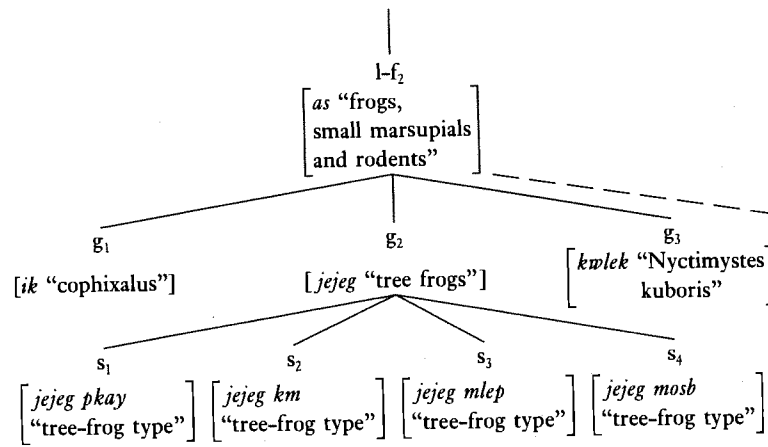 l-f₂
as "frogs,
small marsupials
and rodents"
g₁ g₂ g₃
[ik "cophixalus"] [jejeg "tree frogs"] [kwlek "Nyctimystes
kuboris"]
s₁ s₂ s₃ s₄
[jejeg pkay [jejeg km [jejeg mlep [jejeg mosb
"tree-frog type"] "tree-frog type"] "tree-frog type"] "tree-frog type"]